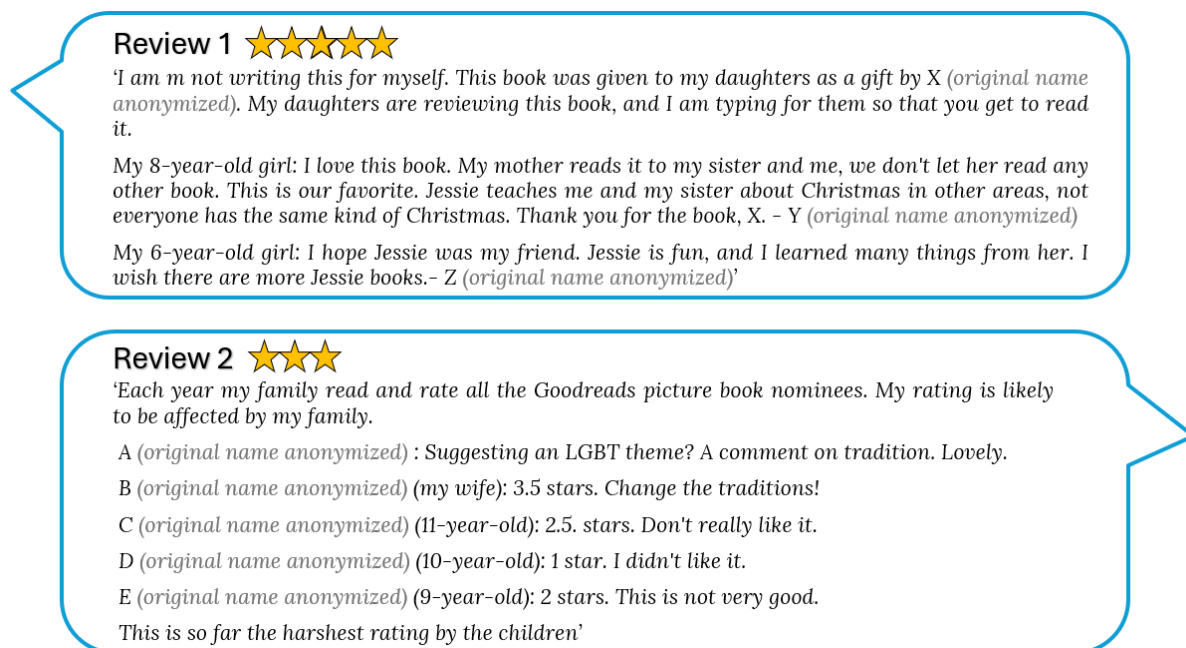 Review 1
‘I am m not writing this for myself. This book was given to my daughters as a gift by X (original name
anonymized). My daughters are reviewing this book, and I am typing for them so that you get to read
it.
My 8-year-old girl: I love this book. My mother reads it to my sister and me, we don't let her read any
other book. This is our favorite. Jessie teaches me and my sister about Christmas in other areas, not
everyone has the same kind of Christmas. Thank you for the book, X. - Y (original name anonymized)
My 6-year-old girl: I hope Jessie was my friend. Jessie is fun, and I learned many things from her. I
wish there are more Jessie books.- Z (original name anonymized)’
Review 2
‘Each year my family read and rate all the Goodreads picture book nominees. My rating is likely
to be affected by my family.
A (original name anonymized) : Suggesting an LGBT theme? A comment on tradition. Lovely.
B (original name anonymized) (my wife): 3.5 stars. Change the traditions!
C (original name anonymized) (11-year-old): 2.5. stars. Don't really like it.
D (original name anonymized) (10-year-old): 1 star. I didn't like it.
E (original name anonymized) (9-year-old): 2 stars. This is not very good.
This is so far the harshest rating by the children’